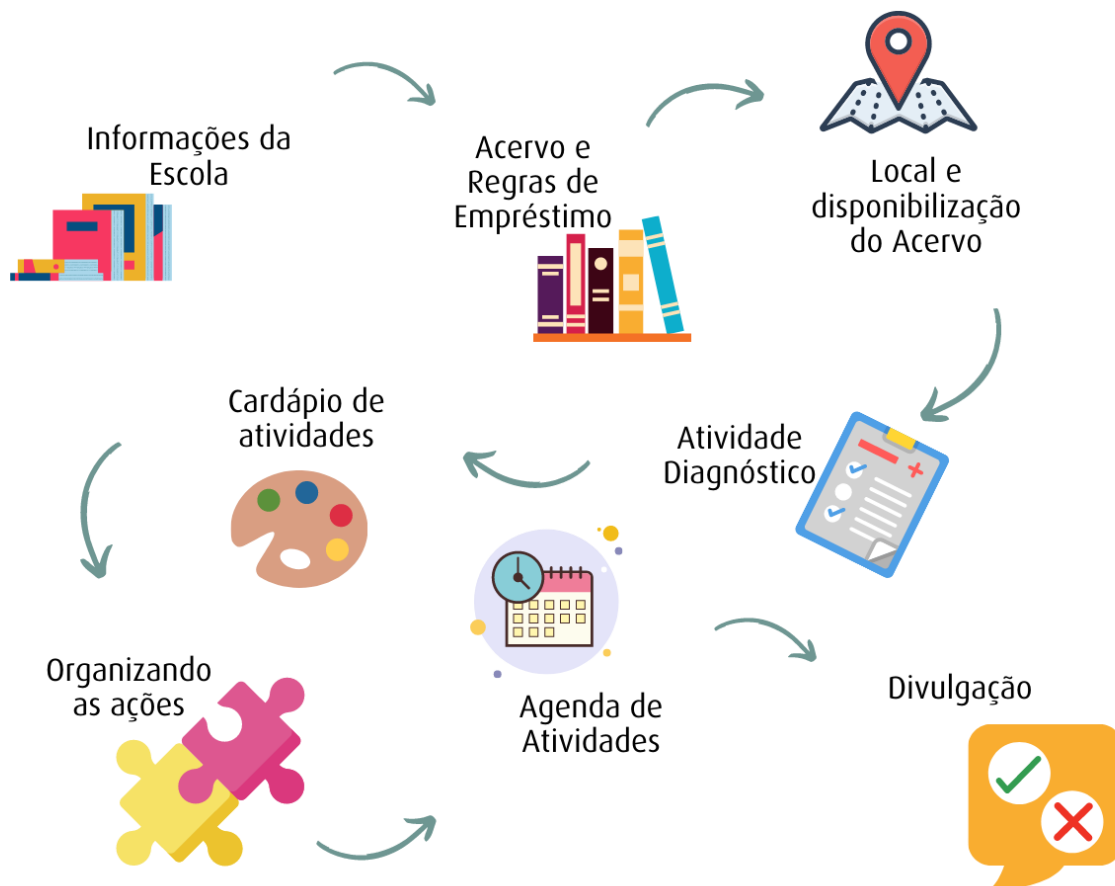 Informações da
Escola
Acervo e
Regras de
Empréstimo
Local e
disponibilização
do Acervo
Atividade
Diagnóstico
Cardápio de
atividades
Organizando
as ações
Agenda de
Atividades
Divulgação